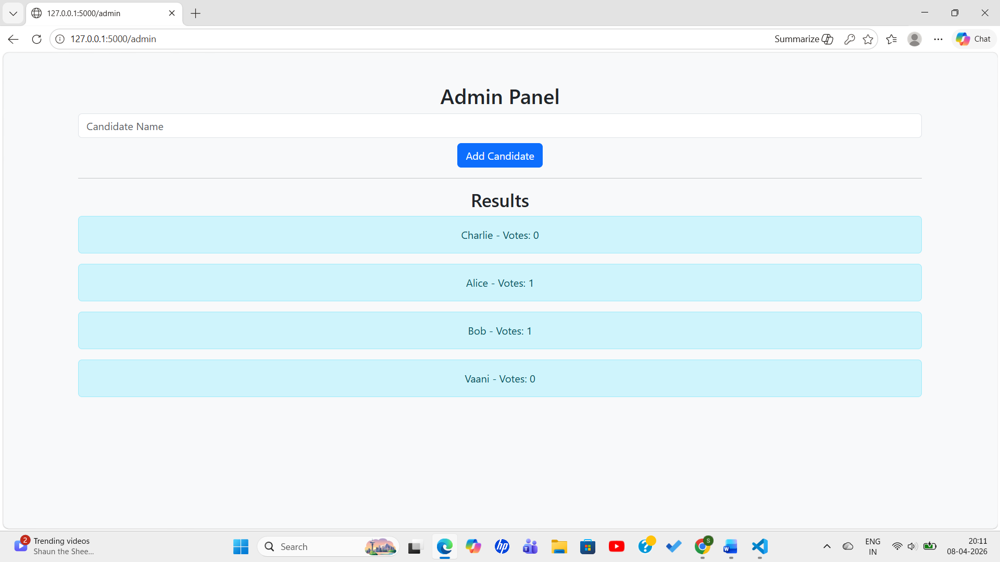 127.0.0.1:5000/admin
127.0.0.1:5000/admin
Summarize
Chat
Admin Panel
Candidate Name
Add Candidate
Results
Charlie - Votes: 0
Alice - Votes: 1
Bob - Votes: 1
Vaani - Votes: 0
2
Trending videos
Shaun the Shee...
Search
hp
T
S
W
ENG
IN
20:11
08-04-2026